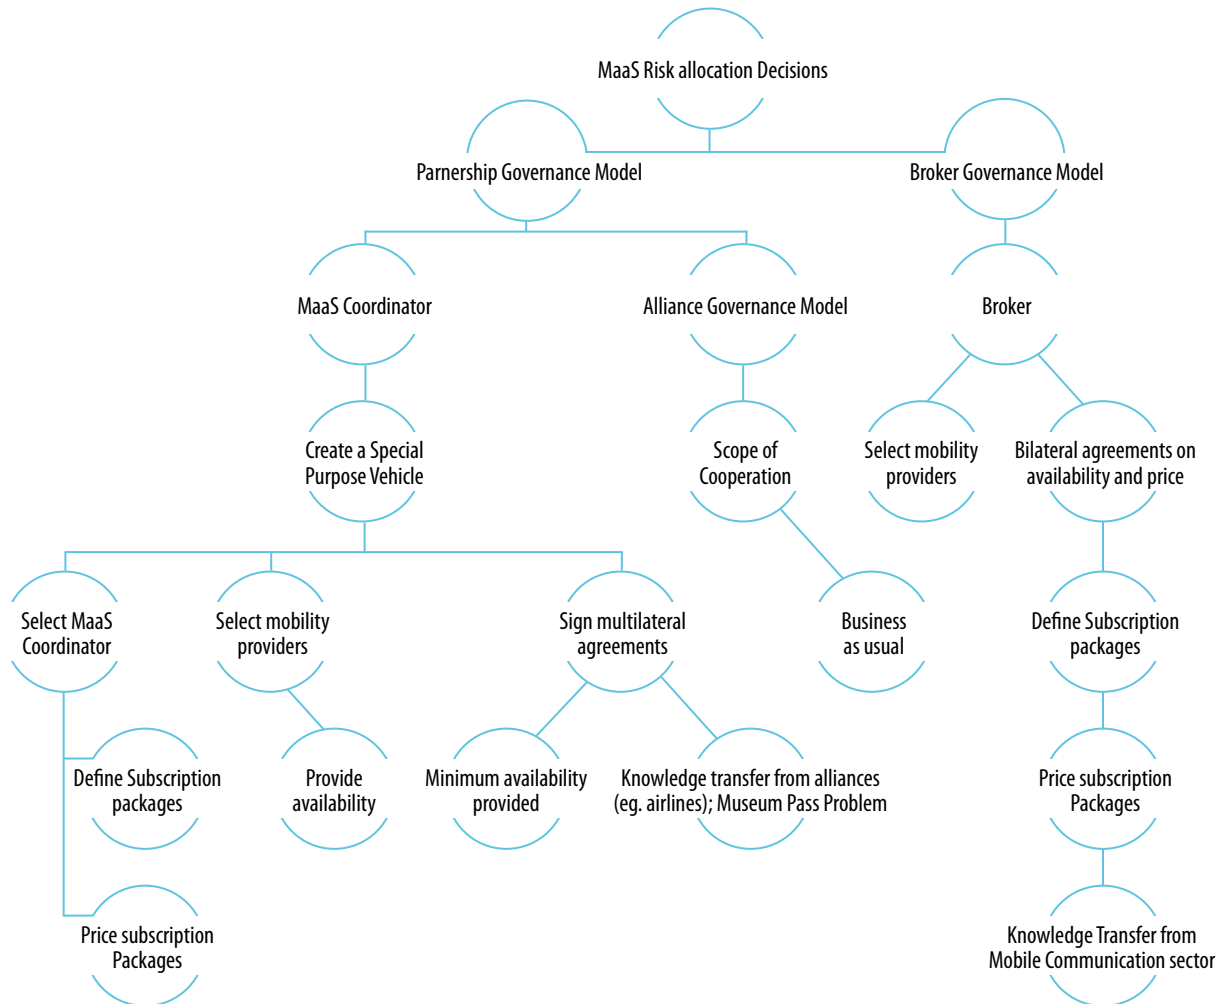 MaaS Risk allocation Decisions
Parnership Governance Model
Broker Governance Model
MaaS Coordinator
Alliance Governance Model
Broker
Create a Special
Purpose Vehicle
Scope of
Cooperation
Select mobility
providers
Bilateral agreements on
availability and price
Select MaaS
Coordinator
Select mobility
providers
Sign multilateral
agreements
Business
as usual
Define Subscription
packages
Define Subscription
packages
Provide
availability
Minimum availability
provided
Knowledge transfer from alliances
(eg. airlines); Museum Pass Problem
Price subscription
Packages
Price subscription
Packages
Knowledge Transfer from
Mobile Communication sector